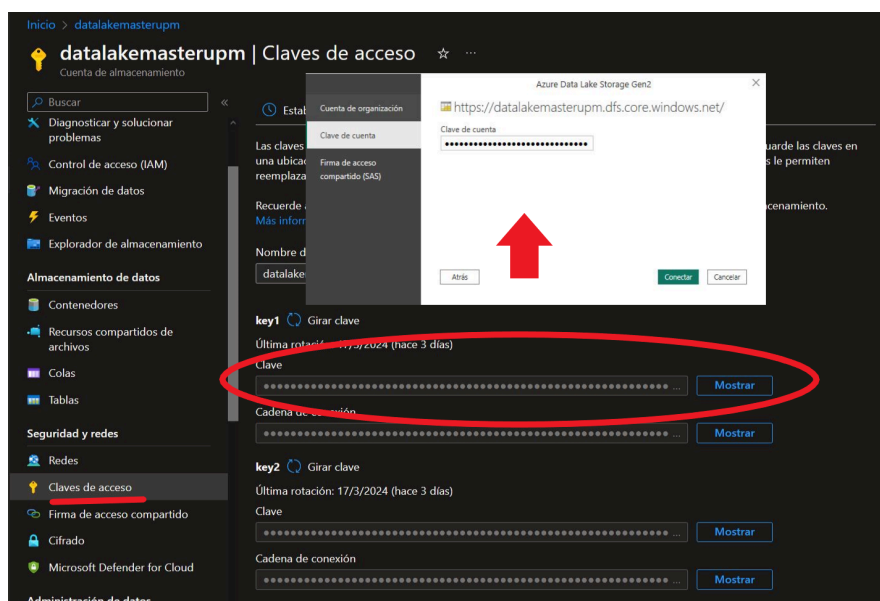 Inicio > datalakemasterupm
datalakemasterupm | Claves de acceso
Cuenta de almacenamiento
Buscar
Diagnosticar y solucionar
problemas
Control de acceso (IAM)
Migración de datos
Eventos
Explorador de almacenamiento
Almacenamiento de datos
Contenedores
Recursos compartidos de
archivos
Colas
Tablas
Seguridad y redes
Redes
Claves de acceso
Firma de acceso compartido
Cifrado
Microsoft Defender for Cloud
Administración de datos
Las claves
una ubicac
reemplaza
uarde las claves en
s le permiten
Recuerde
cenamiento.
Más inforr
Nombre d
datalake
Azure Data Lake Storage Gen2
Cuenta de organización
Clave de cuenta
Firma de acceso
compartido (SAS)
https://datalakemasterupm.dfs.core.windows.net/
Clave de cuenta
Atrás
Conectar
Cancelar
key1 Girar clave
Última rotación: 17/3/2024 (hace 3 días)
Clave
Mostrar
Cadena de conexión
Mostrar
key2 Girar clave
Última rotación: 17/3/2024 (hace 3 días)
Clave
Mostrar
Cadena de conexión
Mostrar